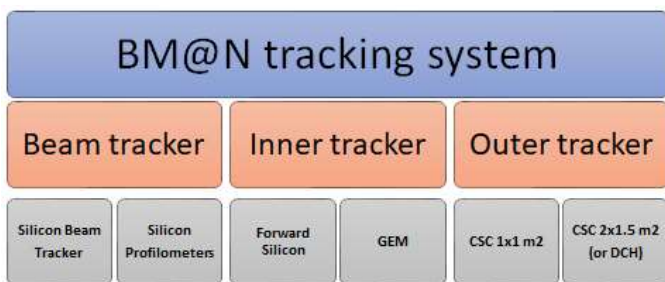 BM@N tracking system
Beam tracker
Inner tracker
Outer tracker
Silicon Beam
Tracker
Silicon
Profilometers
Forward
Silicon
GEM
CSC 1x1 m2
CSC 2x1.5 m2
(or DCH)